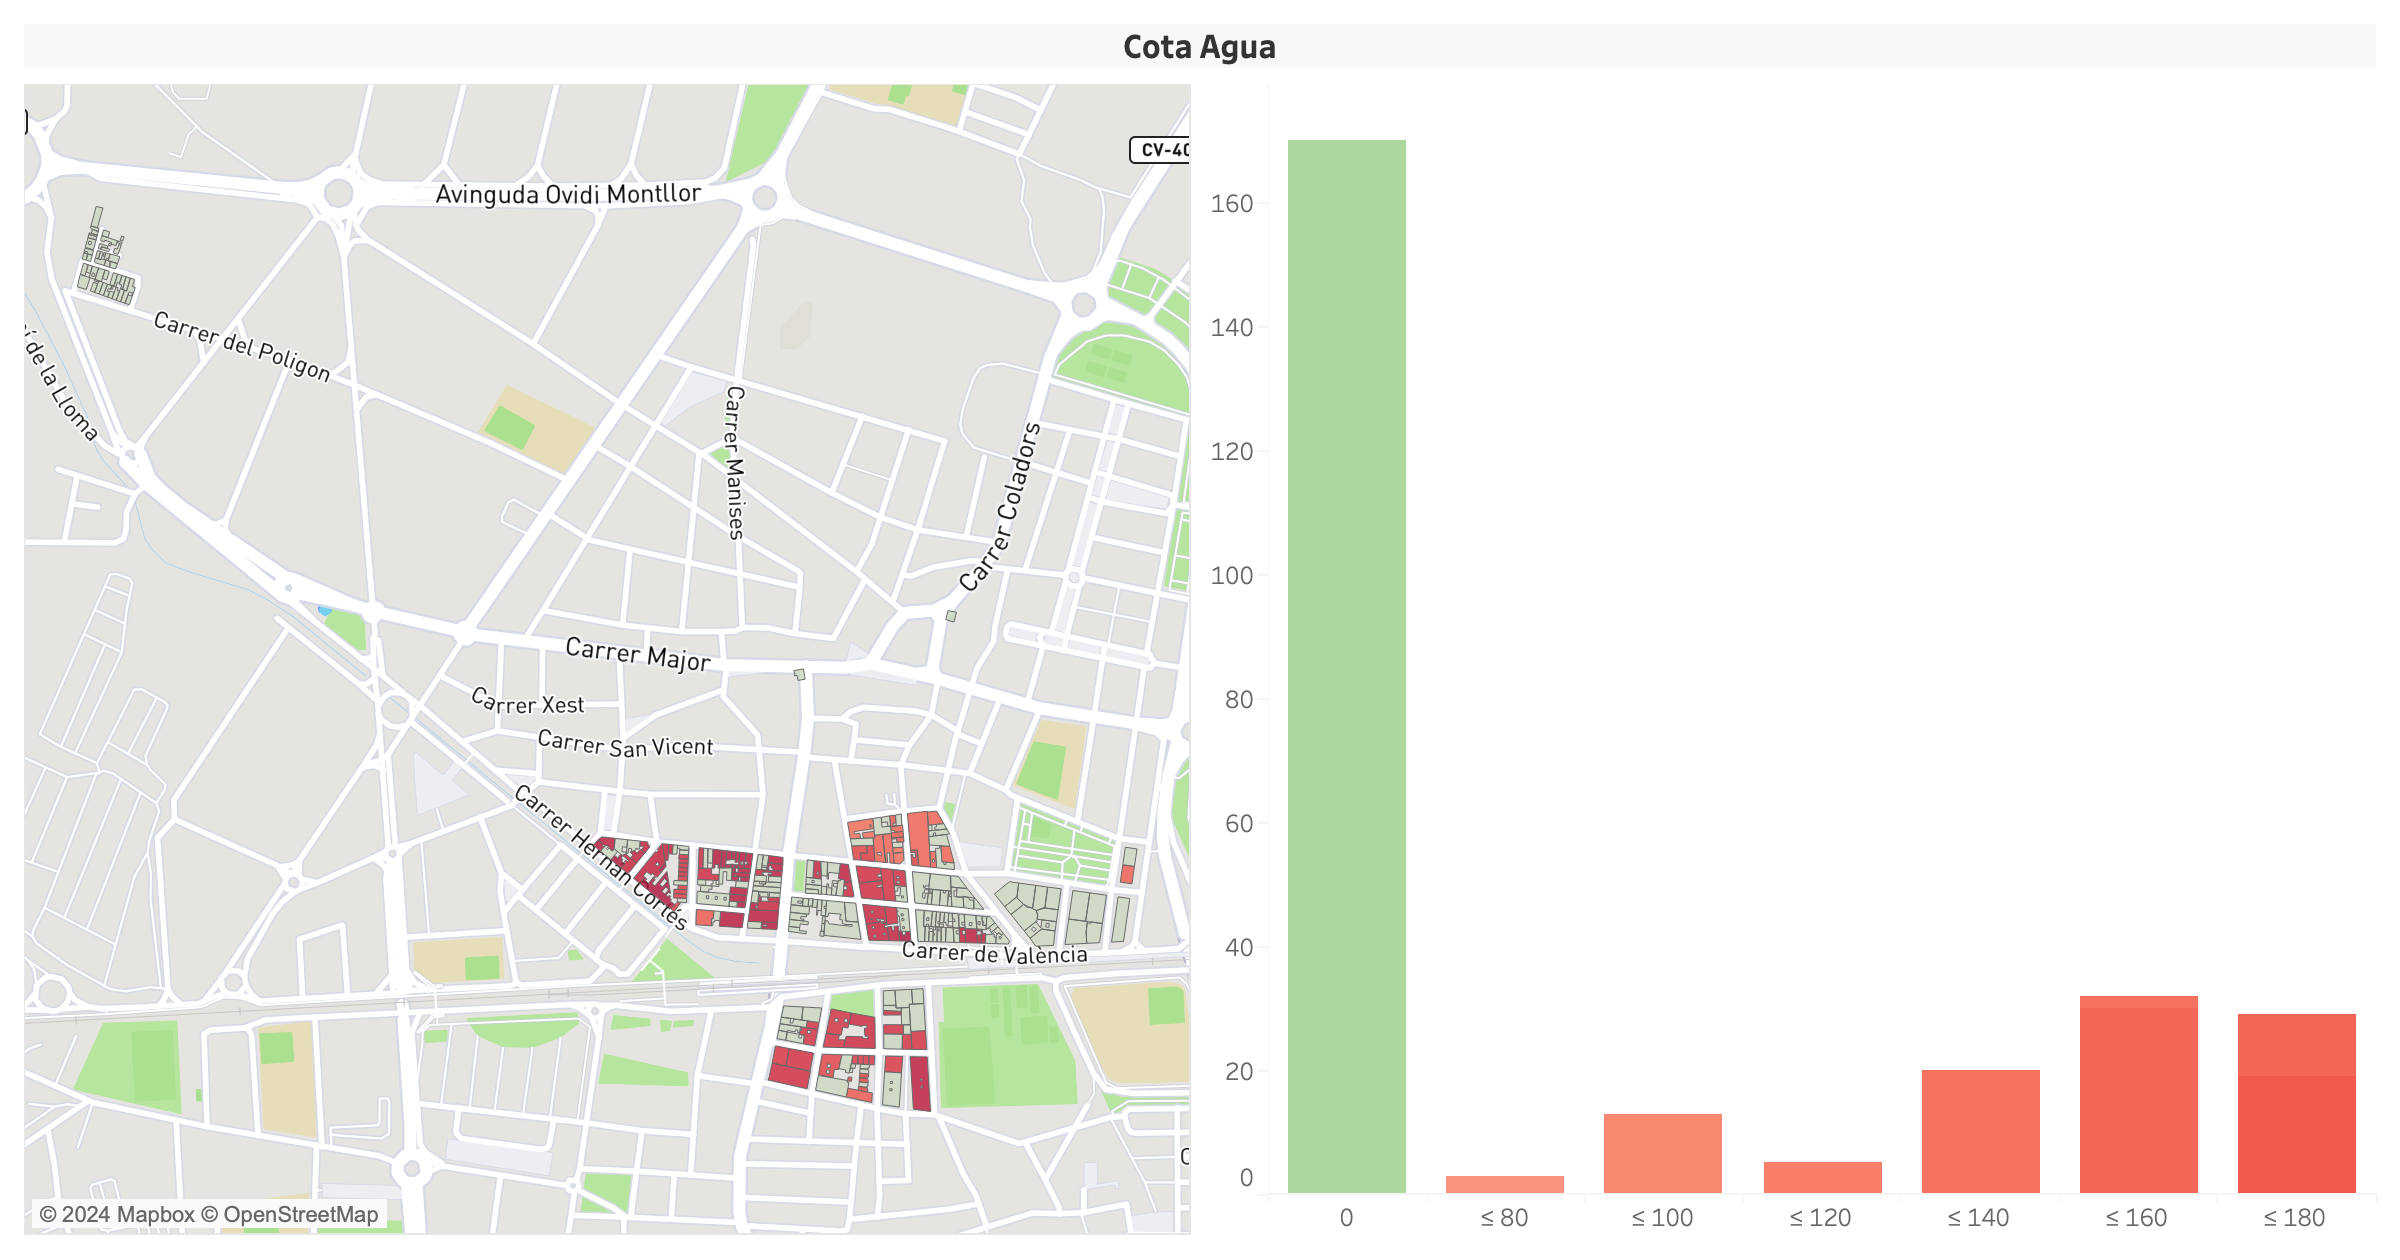 Cota Agua
CV-40
Avinguda Ovidi Montllor
Carrer del Poligon
de la Lloma
Carrer Manises
Carrer Coladors
Carrer Major
Carrer Xest
Carrer San Vicent
Carrer Hernan Cortés
Carrer de València
© 2024 Mapbox © OpenStreetMap
160
140
120
100
80
60
40
20
0
0 ≤ 80 ≤ 100 ≤ 120 ≤ 140 ≤ 160 ≤ 180